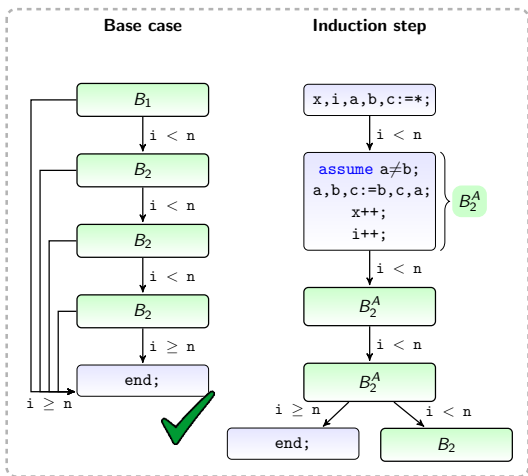 Base case
B₁
i < n
B₂
i < n
B₂
i < n
B₂
i ≥ n
end;
i ≥ n
Induction step
x,i,a,b,c:=*;
i < n
assume a≠b;
a,b,c:=b,c,a;
x++;
i++;
B₂ᴬ
i < n
B₂ᴬ
i < n
B₂ᴬ
i ≥ n
i < n
end;
B₂